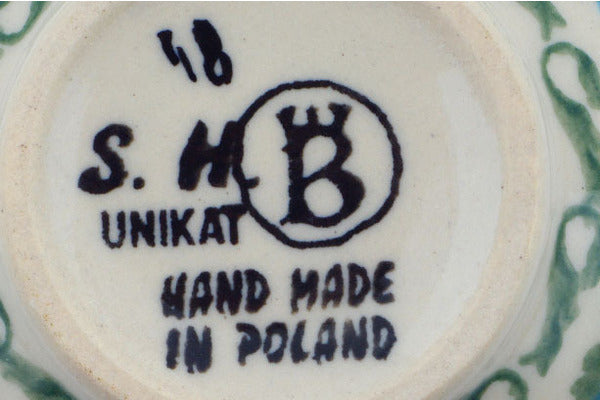 48
S. H.
B
UNIKAT
HAND MADE
IN POLAND